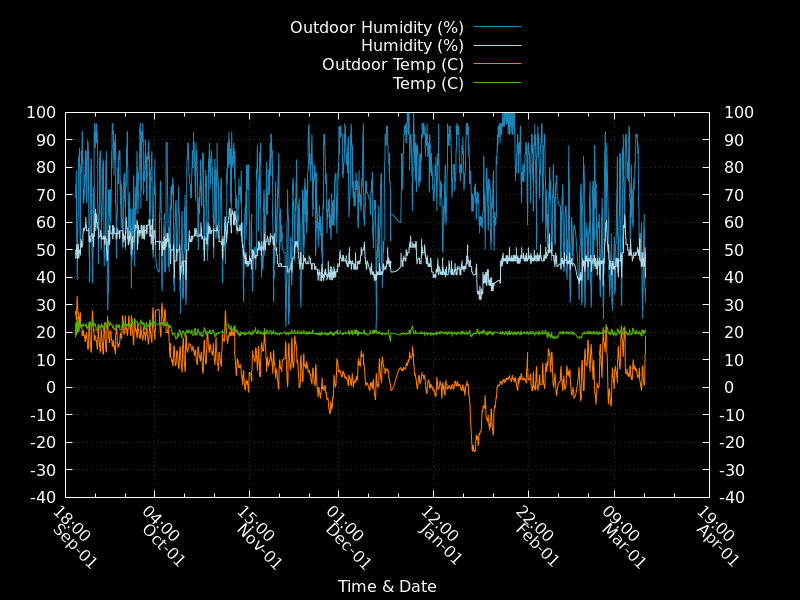 Outdoor Humidity (%)
Humidity (%)
Outdoor Temp (C)
Temp (C)
100 100
90 90
80 80
70 70
60 60
50 50
40 40
30 30
20 20
10 10
0 0
-10 -10
-20 -20
-30 -30
-40 -40
18:00 04:00 15:00 01:00 12:00 22:00 09:00 19:00
Sep-01 Oct-01 Nov-01 Dec-01 Jan-01 Feb-01 Mar-01 Apr-01
Time & Date